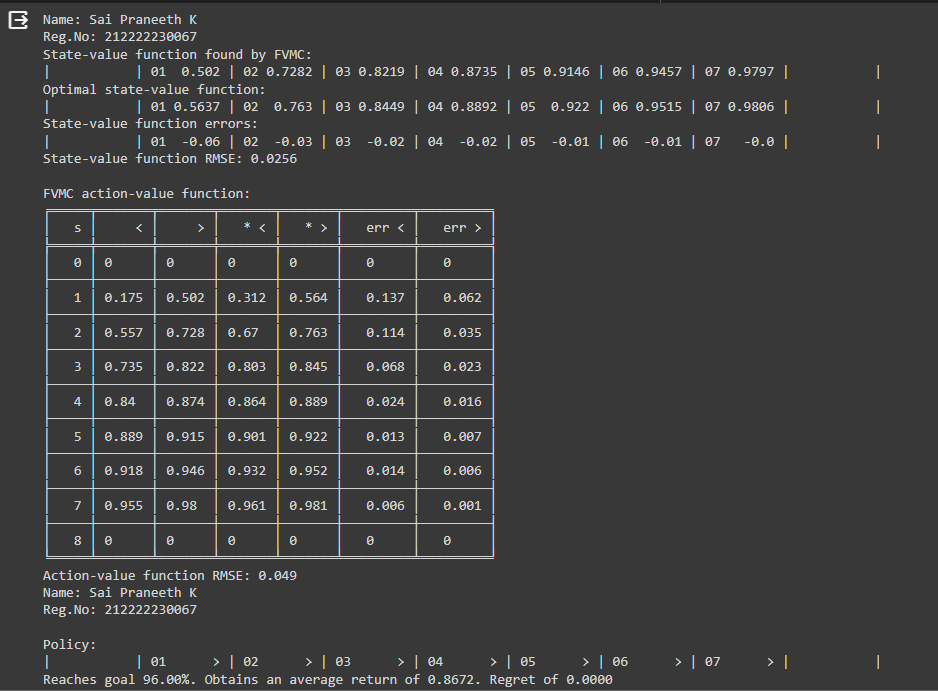 Name: Sai Praneeth K
Reg.No: 212222230067
State-value function found by FVMC:
|           | 01  0.502 | 02 0.7282 | 03 0.8219 | 04 0.8735 | 05 0.9146 | 06 0.9457 | 07 0.9797 |           |
Optimal state-value function:
|           | 01 0.5637 | 02  0.763 | 03 0.8449 | 04 0.8892 | 05  0.922 | 06 0.9515 | 07 0.9806 |           |
State-value function errors:
|           | 01  -0.06 | 02  -0.03 | 03  -0.02 | 04  -0.02 | 05  -0.01 | 06  -0.01 | 07   -0.0 |           |
State-value function RMSE: 0.0256
FVMC action-value function:
| s | < | > | * < | * > | err < | err > |
| 0 | 0 | 0 | 0 | 0 | 0 | 0 |
| 1 | 0.175 | 0.502 | 0.312 | 0.564 | 0.137 | 0.062 |
| 2 | 0.557 | 0.728 | 0.67 | 0.763 | 0.114 | 0.035 |
| 3 | 0.735 | 0.822 | 0.803 | 0.845 | 0.068 | 0.023 |
| 4 | 0.84 | 0.874 | 0.864 | 0.889 | 0.024 | 0.016 |
| 5 | 0.889 | 0.915 | 0.901 | 0.922 | 0.013 | 0.007 |
| 6 | 0.918 | 0.946 | 0.932 | 0.952 | 0.014 | 0.006 |
| 7 | 0.955 | 0.98 | 0.961 | 0.981 | 0.006 | 0.001 |
| 8 | 0 | 0 | 0 | 0 | 0 | 0 |
Action-value function RMSE: 0.049
Name: Sai Praneeth K
Reg.No: 212222230067
Policy:
|           | 01      > | 02      > | 03      > | 04      > | 05      > | 06      > | 07      > |           |
Reaches goal 96.00%. Obtains an average return of 0.8672. Regret of 0.0000